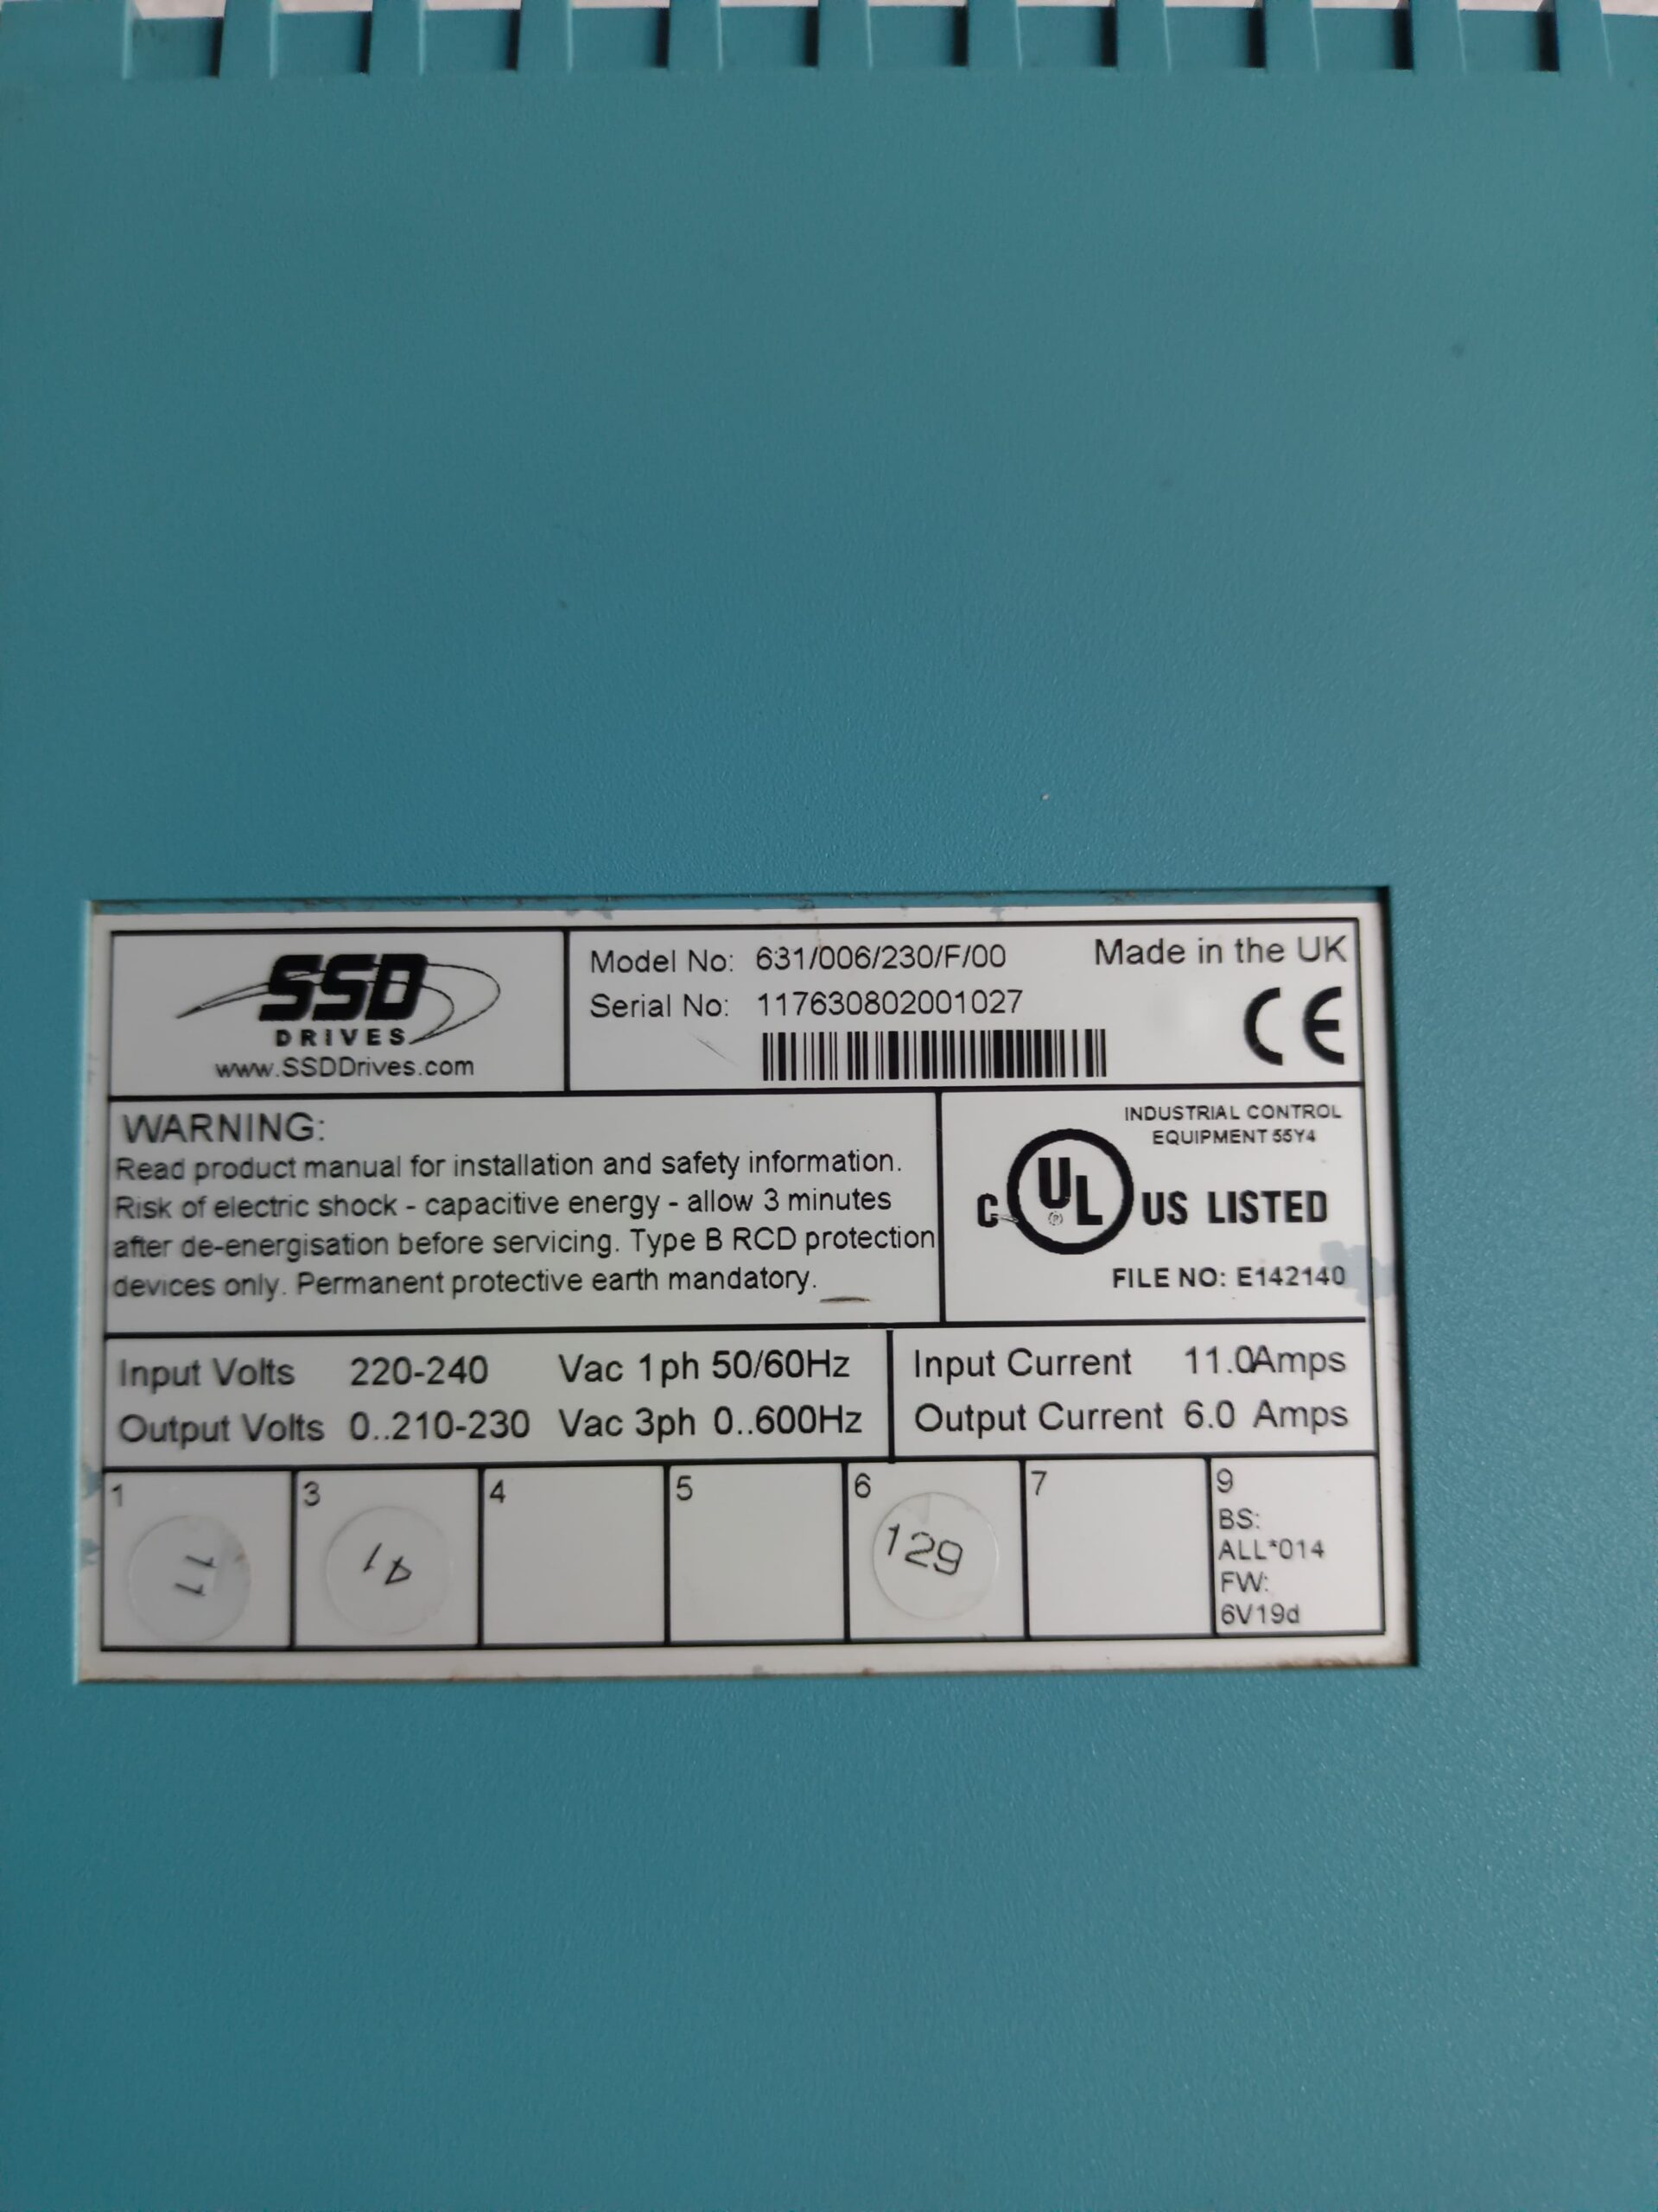 SSD
DRIVES
www.SSDDrives.com
Model No: 631/006/230/F/00
Serial No: 117630802001027
Made in the UK
CE
WARNING:
Read product manual for installation and safety information.
Risk of electric shock - capacitive energy - allow 3 minutes
after de-energisation before servicing. Type B RCD protection
devices only. Permanent protective earth mandatory.
INDUSTRIAL CONTROL
EQUIPMENT 55Y4
C UL ® US LISTED
FILE NO: E142140
Input Volts 220-240 Vac 1ph 50/60Hz
Output Volts 0..210-230 Vac 3ph 0..600Hz
Input Current 11.0Amps
Output Current 6.0 Amps
1
11
3
41
4
5
6
129
7
9
BS:
ALL*014
FW:
6V19d